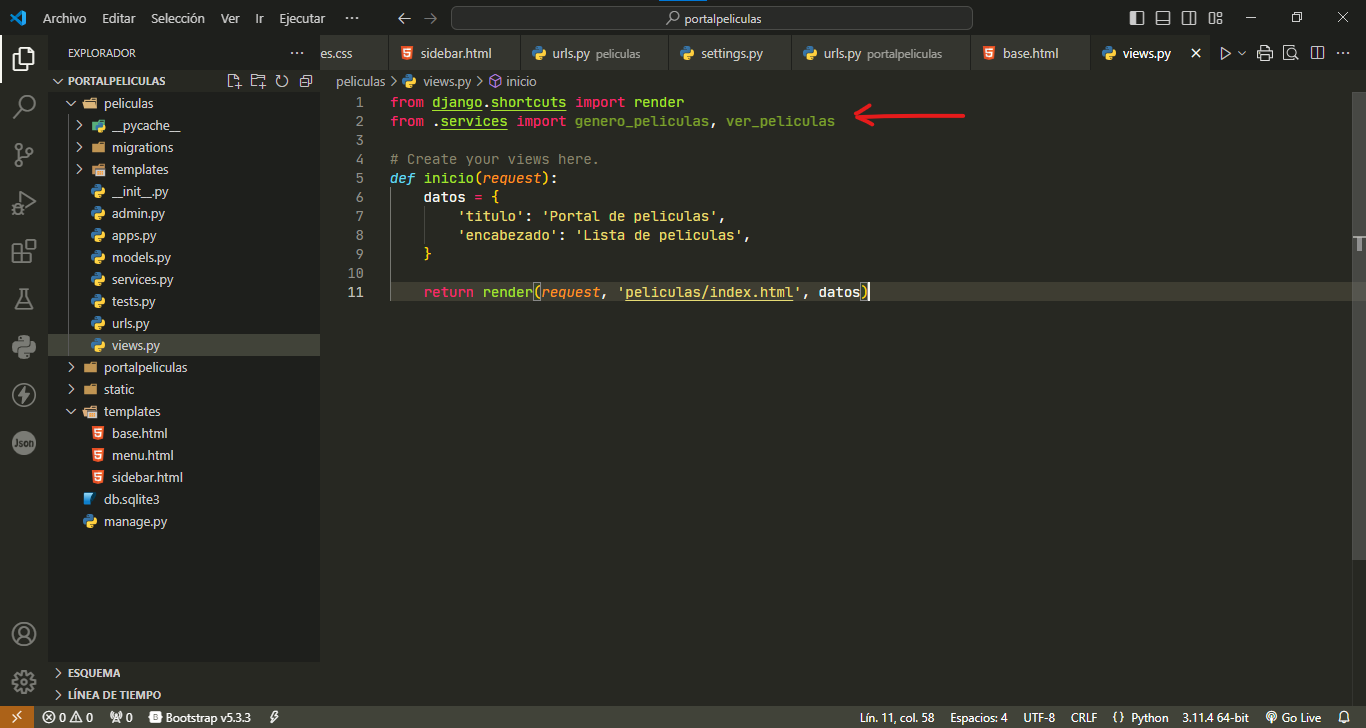 Archivo Editar Selección Ver Ir Ejecutar ··· portalpeliculas
EXPLORADOR ···
es.css sidebar.html urls.py peliculas settings.py urls.py portalpeliculas base.html views.py
PORTALPELICULAS
peliculas > views.py > inicio
peliculas
__pycache__
migrations
templates
__init__.py
admin.py
apps.py
models.py
services.py
tests.py
urls.py
views.py
portalpeliculas
static
templates
base.html
menu.html
sidebar.html
db.sqlite3
manage.py
ESQUEMA
LÍNEA DE TIEMPO
Json
1 from django.shortcuts import render
2 from .services import genero_peliculas, ver_peliculas
3
4 # Create your views here.
5 def inicio(request):
6     datos = {
7         'titulo': 'Portal de peliculas',
8         'encabezado': 'Lista de peliculas',
9     }
10
11     return render(request, 'peliculas/index.html', datos)
0 0 0 Bootstrap v5.3.3 Lín. 11, col. 58 Espacios: 4 UTF-8 CRLF {} Python 3.11.4 64-bit Go Live